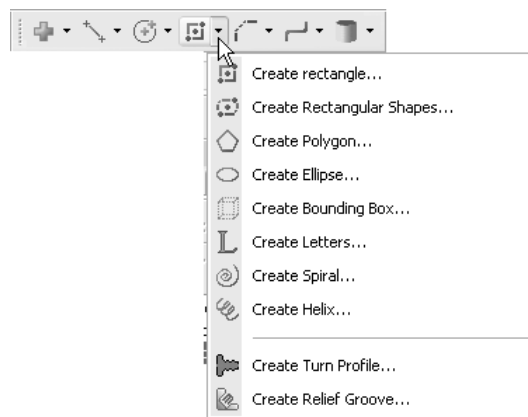 Create rectangle...
Create Rectangular Shapes...
Create Polygon...
Create Ellipse...
Create Bounding Box...
Create Letters...
Create Spiral...
Create Helix...
Create Turn Profile...
Create Relief Groove...